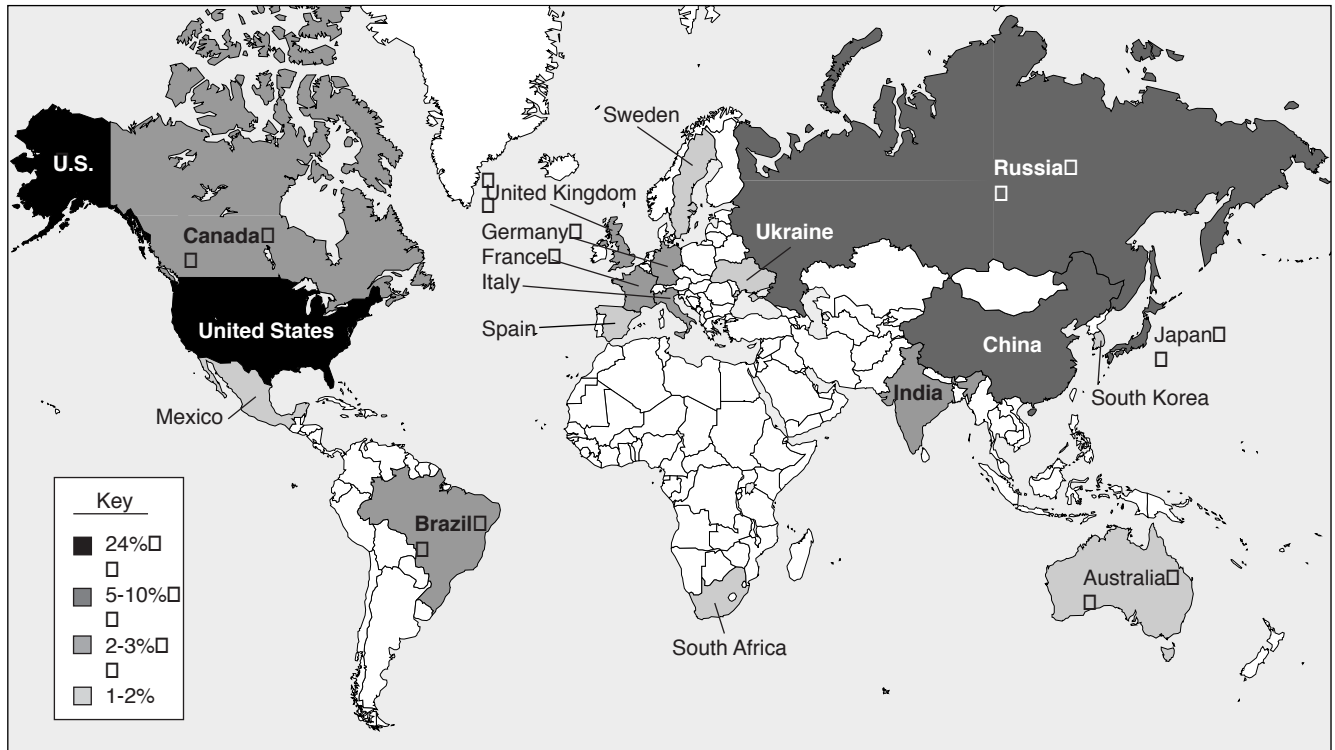 Sweden
U.S.
Russia□
□
□
United Kingdom
□
Germany□
Ukraine
Canada□
□
France□
Italy
United States
Spain
China
Japan□
□
India
South Korea
Mexico
Key
24%□
□
5-10%□
□
2-3%□
□
1-2%
Brazil□
□
Australia□
□
South Africa